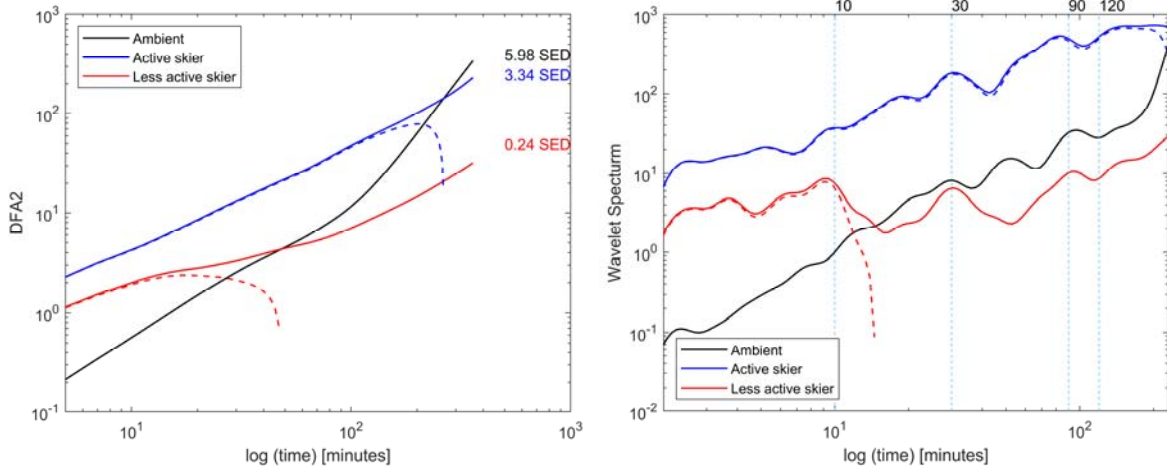 Ambient
Active skier
Less active skier
5.98 SED
3.34 SED
0.24 SED
10^3
10^2
10^1
10^0
10^-1
DFA2
10^1
10^2
10^3
log (time) [minutes]
10
30
90
120
10^3
10^2
10^1
10^0
10^-1
10^-2
Wavelet Specturm
Ambient
Active skier
Less active skier
10^1
10^2
log (time) [minutes]